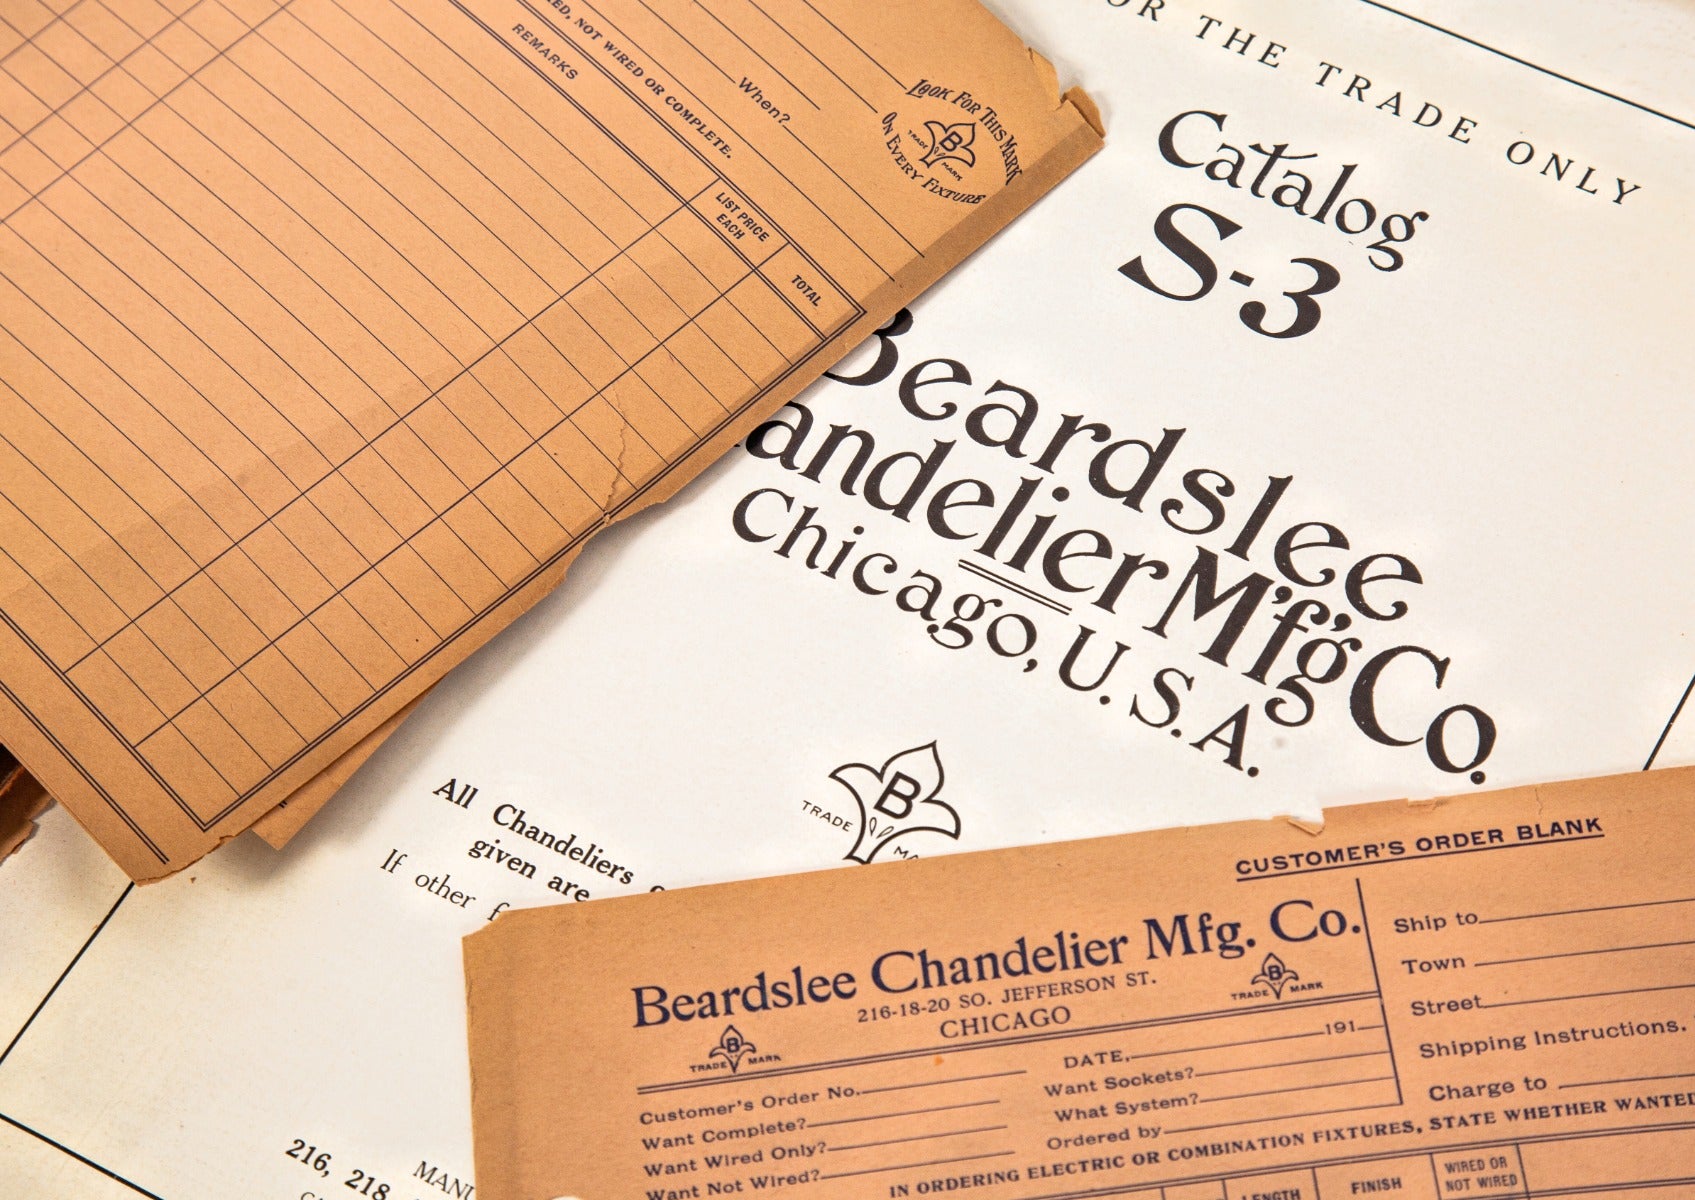 REMARKS
NOT WIRED OR COMPLETE.
When?
LIST PRICE
EACH
TOTAL
LOOK FOR THIS MARK
B
TRADE MARK
ON EVERY FIXTURE
THE TRADE ONLY
Catalog
S-3
Beardslee
M'f'g Co.
Chicago, U.S.A.
B
TRADE
All Chandeliers
given are
If other
216, 218
CUSTOMER'S ORDER BLANK
Beardslee Chandelier Mfg. Co.
216-18-20 SO. JEFFERSON ST.
CHICAGO
B
TRADE MARK
B
TRADE MARK
DATE, 191
Customer's Order No.
Want Sockets?
Want Complete?
What System?
Want Wired Only?
Ordered by
Want Not Wired?
Ship to
Town
Street
Shipping Instructions.
Charge to
IN ORDERING ELECTRIC OR COMBINATION FIXTURES, STATE WHETHER WANTED
LENGTH
FINISH
WIRED OR
NOT WIRED